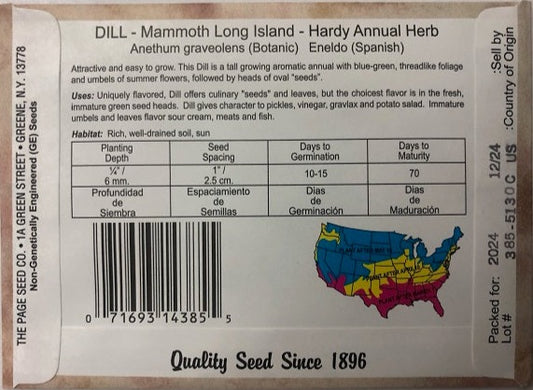 DILL - Mammoth Long Island - Hardy Annual Herb
Anethum graveolens (Botanic) Eneldo (Spanish)
Attractive and easy to grow. This Dill is a tall growing aromatic annual with blue-green, threadlike foliage
and umbels of summer flowers, followed by heads of oval "seeds".
Uses: Uniquely flavored, Dill offers culinary "seeds" and leaves, but the choicest flavor is in the fresh,
immature green seed heads. Dill gives character to pickles, vinegar, gravlax and potato salad. Immature
umbels and leaves flavor sour cream, meats and fish.
Habitat: Rich, well-drained soil, sun
Planting Depth Seed Spacing Days to Germination Days to Maturity
¼"/ 6 mm. 1"/ 2.5 cm. 10-15 70
Profundidad de Siembra Espaciamiento de Semillas Dias de Germinación Dias de Maduración
0 71693 14385 5
Quality Seed Since 1896
THE PAGE SEED CO. • 1A GREEN STREET • GREENE, N.Y. 13778
Non-Genetically Engineered (GE) Seeds
Packed for: 2024 12/24 :Sell by
Lot # 385-5130C US :Country of Origin